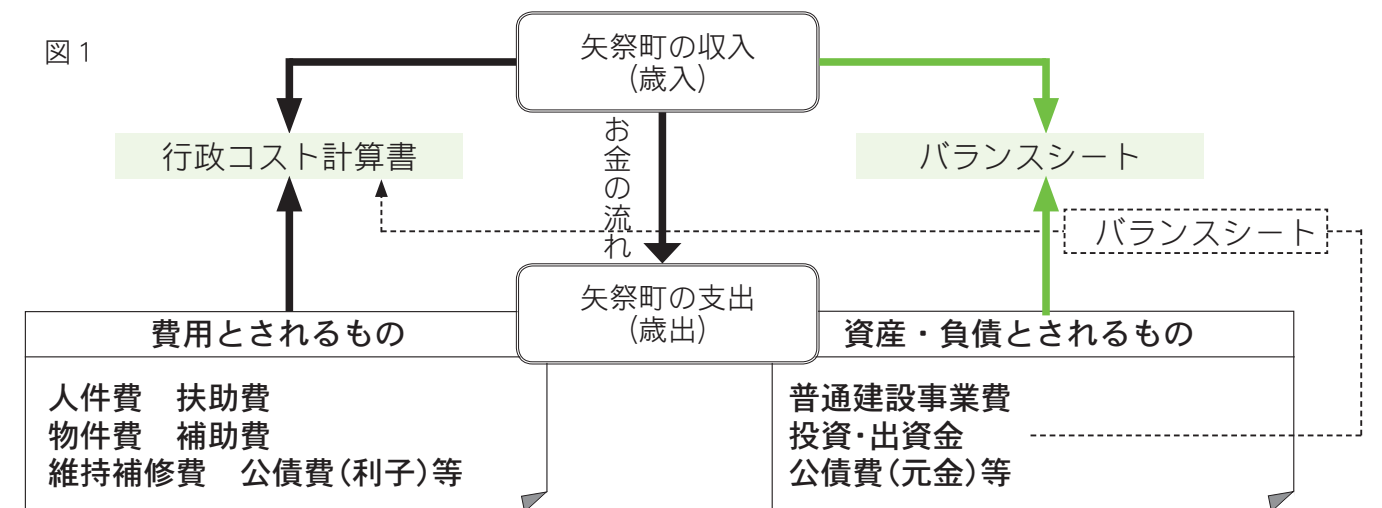 図1
矢祭町の収入
(歳入)
行政コスト計算書
お金の流れ
バランスシート
バランスシート
矢祭町の支出
(歳出)
費用とされるもの
資産・負債とされるもの
人件費 扶助費
物件費 補助費
維持補修費 公債費(利子)等
普通建設事業費
投資・出資金
公債費(元金)等